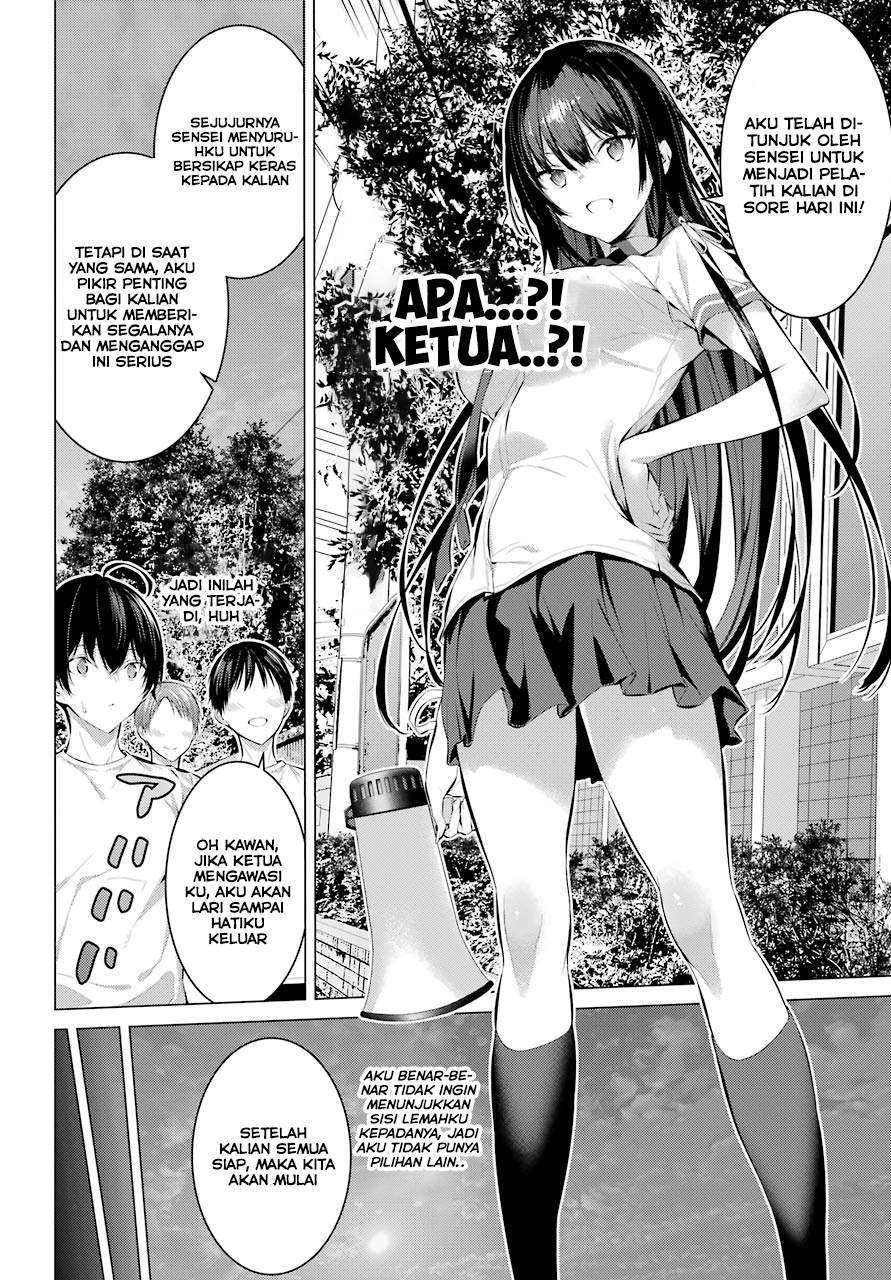 AKU TELAH DI-
TUNJUK OLEH
SENSEI UNTUK
MENJADI PELA-
TIH KALIAN DI
SORE HARI INI!
APA...?!
KETUA..?!
SEJUJURNYA
SENSEI MENYURU-
HKU UNTUK
BERSIKAP KERAS
KEPADA KALIAN
TETAPI DI SAAT
YANG SAMA, AKU
PIKIR PENTING
BAGI KALIAN
UNTUK MEMBERI-
KAN SEGALANYA
DAN MENGANGGAP
INI SERIUS
JADI INILAH
YANG TERJA-
DI, HUH
OH KAWAN,
JIKA KETUA
MENGAWASI
KU, AKU AKAN
LARI SAMPAI
HATIKU
KELUAR
AKU BENAR-BE-
NAR TIDAK INGIN
MENUNJUKKAN
SISI LEMAHKU
KEPADANYA, JADI
AKU TIDAK PUNYA
PILIHAN LAIN..
SETELAH
KALIAN SEMUA
SIAP, MAKA KITA
AKAN MULAI